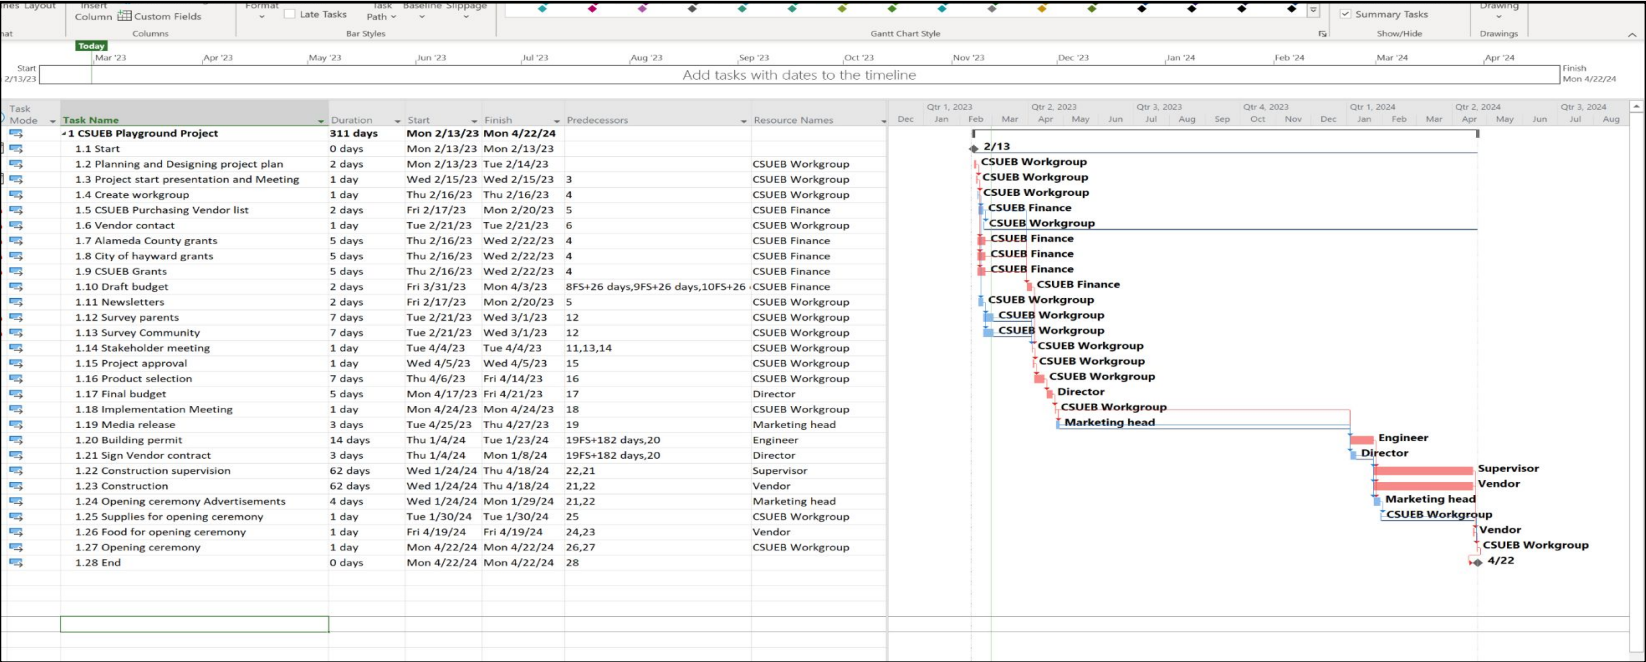 nes Layout Insert Format Task Baseline Slippage Drawing
Column Custom Fields Late Tasks Path Summary Tasks
mat Columns Bar Styles Gantt Chart Style Show/Hide Drawings
Today
Mar '23 Apr '23 May '23 Jun '23 Jul '23 Aug '23 Sep '23 Oct '23 Nov '23 Dec '23 Jan '24 Feb '24 Mar '24 Apr '24
Start Add tasks with dates to the timeline Finish
2/13/23 Mon 4/22/24
Task Qtr 1, 2023 Qtr 2, 2023 Qtr 3, 2023 Qtr 4, 2023 Qtr 1, 2024 Qtr 2, 2024 Qtr 3, 2024
Mode Task Name Duration Start Finish Predecessors Resource Names Dec Jan Feb Mar Apr May Jun Jul Aug Sep Oct Nov Dec Jan Feb Mar Apr May Jun Jul Aug
1 CSUEB Playground Project 311 days Mon 2/13/23 Mon 4/22/24
1.1 Start 0 days Mon 2/13/23 Mon 2/13/23 2/13
1.2 Planning and Designing project plan 2 days Mon 2/13/23 Tue 2/14/23 CSUEB Workgroup CSUEB Workgroup
1.3 Project start presentation and Meeting 1 day Wed 2/15/23 Wed 2/15/23 3 CSUEB Workgroup CSUEB Workgroup
1.4 Create workgroup 1 day Thu 2/16/23 Thu 2/16/23 4 CSUEB Workgroup CSUEB Workgroup
1.5 CSUEB Purchasing Vendor list 2 days Fri 2/17/23 Mon 2/20/23 5 CSUEB Finance CSUEB Finance
1.6 Vendor contact 1 day Tue 2/21/23 Tue 2/21/23 6 CSUEB Workgroup CSUEB Workgroup
1.7 Alameda County grants 5 days Thu 2/16/23 Wed 2/22/23 4 CSUEB Finance CSUEB Finance
1.8 City of hayward grants 5 days Thu 2/16/23 Wed 2/22/23 4 CSUEB Finance CSUEB Finance
1.9 CSUEB Grants 5 days Thu 2/16/23 Wed 2/22/23 4 CSUEB Finance CSUEB Finance
1.10 Draft budget 2 days Fri 3/31/23 Mon 4/3/23 8FS+26 days,9FS+26 days,10FS+26 CSUEB Finance CSUEB Finance
1.11 Newsletters 2 days Fri 2/17/23 Mon 2/20/23 5 CSUEB Workgroup CSUEB Workgroup
1.12 Survey parents 7 days Tue 2/21/23 Wed 3/1/23 12 CSUEB Workgroup CSUEB Workgroup
1.13 Survey Community 7 days Tue 2/21/23 Wed 3/1/23 12 CSUEB Workgroup CSUEB Workgroup
1.14 Stakeholder meeting 1 day Tue 4/4/23 Tue 4/4/23 11,13,14 CSUEB Workgroup CSUEB Workgroup
1.15 Project approval 1 day Wed 4/5/23 Wed 4/5/23 15 CSUEB Workgroup CSUEB Workgroup
1.16 Product selection 7 days Thu 4/6/23 Fri 4/14/23 16 CSUEB Workgroup CSUEB Workgroup
1.17 Final budget 5 days Mon 4/17/23 Fri 4/21/23 17 Director Director
1.18 Implementation Meeting 1 day Mon 4/24/23 Mon 4/24/23 18 CSUEB Workgroup CSUEB Workgroup
1.19 Media release 3 days Tue 4/25/23 Thu 4/27/23 19 Marketing head Marketing head
1.20 Building permit 14 days Thu 1/4/24 Tue 1/23/24 19FS+182 days,20 Engineer Engineer
1.21 Sign Vendor contract 3 days Thu 1/4/24 Mon 1/8/24 19FS+182 days,20 Director Director
1.22 Construction supervision 62 days Wed 1/24/24 Thu 4/18/24 22,21 Supervisor Supervisor
1.23 Construction 62 days Wed 1/24/24 Thu 4/18/24 21,22 Vendor Vendor
1.24 Opening ceremony Advertisements 4 days Wed 1/24/24 Mon 1/29/24 21,22 Marketing head Marketing head
1.25 Supplies for opening ceremony 1 day Tue 1/30/24 Tue 1/30/24 25 CSUEB Workgroup CSUEB Workgroup
1.26 Food for opening ceremony 1 day Fri 4/19/24 Fri 4/19/24 24,23 Vendor Vendor
1.27 Opening ceremony 1 day Mon 4/22/24 Mon 4/22/24 26,27 CSUEB Workgroup CSUEB Workgroup
1.28 End 0 days Mon 4/22/24 Mon 4/22/24 28 4/22